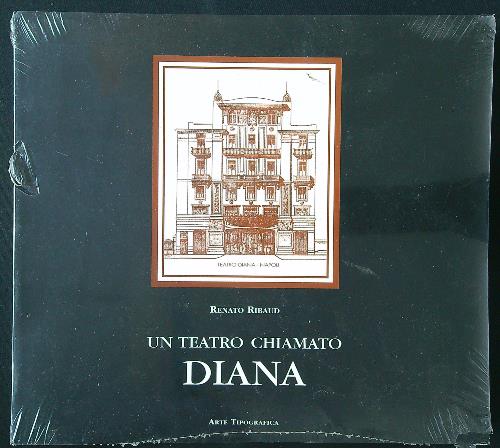 TEATRO DIANA - NAPOLI
RENATO RIBAUD
UN TEATRO CHIAMATO
DIANA
ARTE TIPOGRAFICA